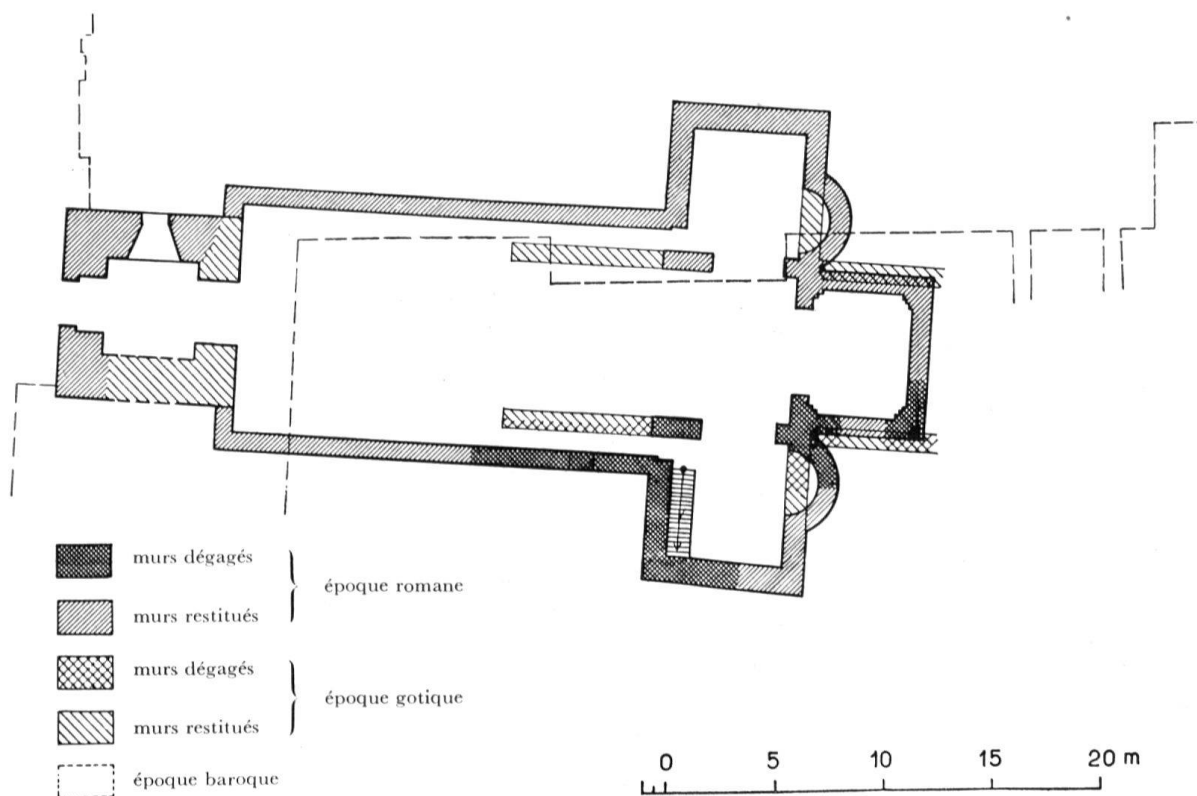 murs dégagés
murs restitués
époque romane
murs dégagés
murs restitués
époque gotique
époque baroque
0 5 10 15 20 m